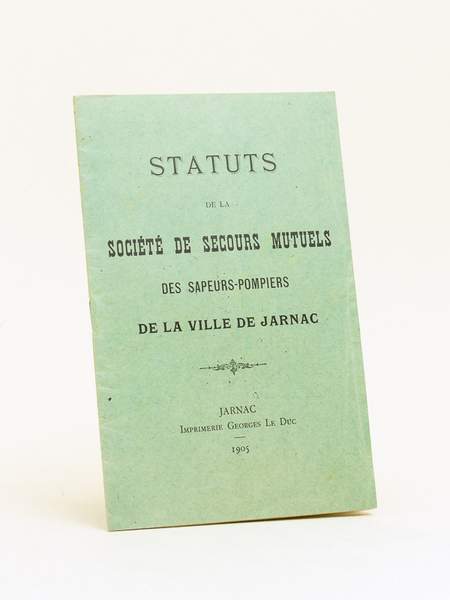 STATUTS
DE LA
SOCIÉTÉ DE SECOURS MUTUELS
DES SAPEURS-POMPIERS
DE LA VILLE DE JARNAC
JARNAC
IMPRIMERIE GEORGES LE DUC
1905